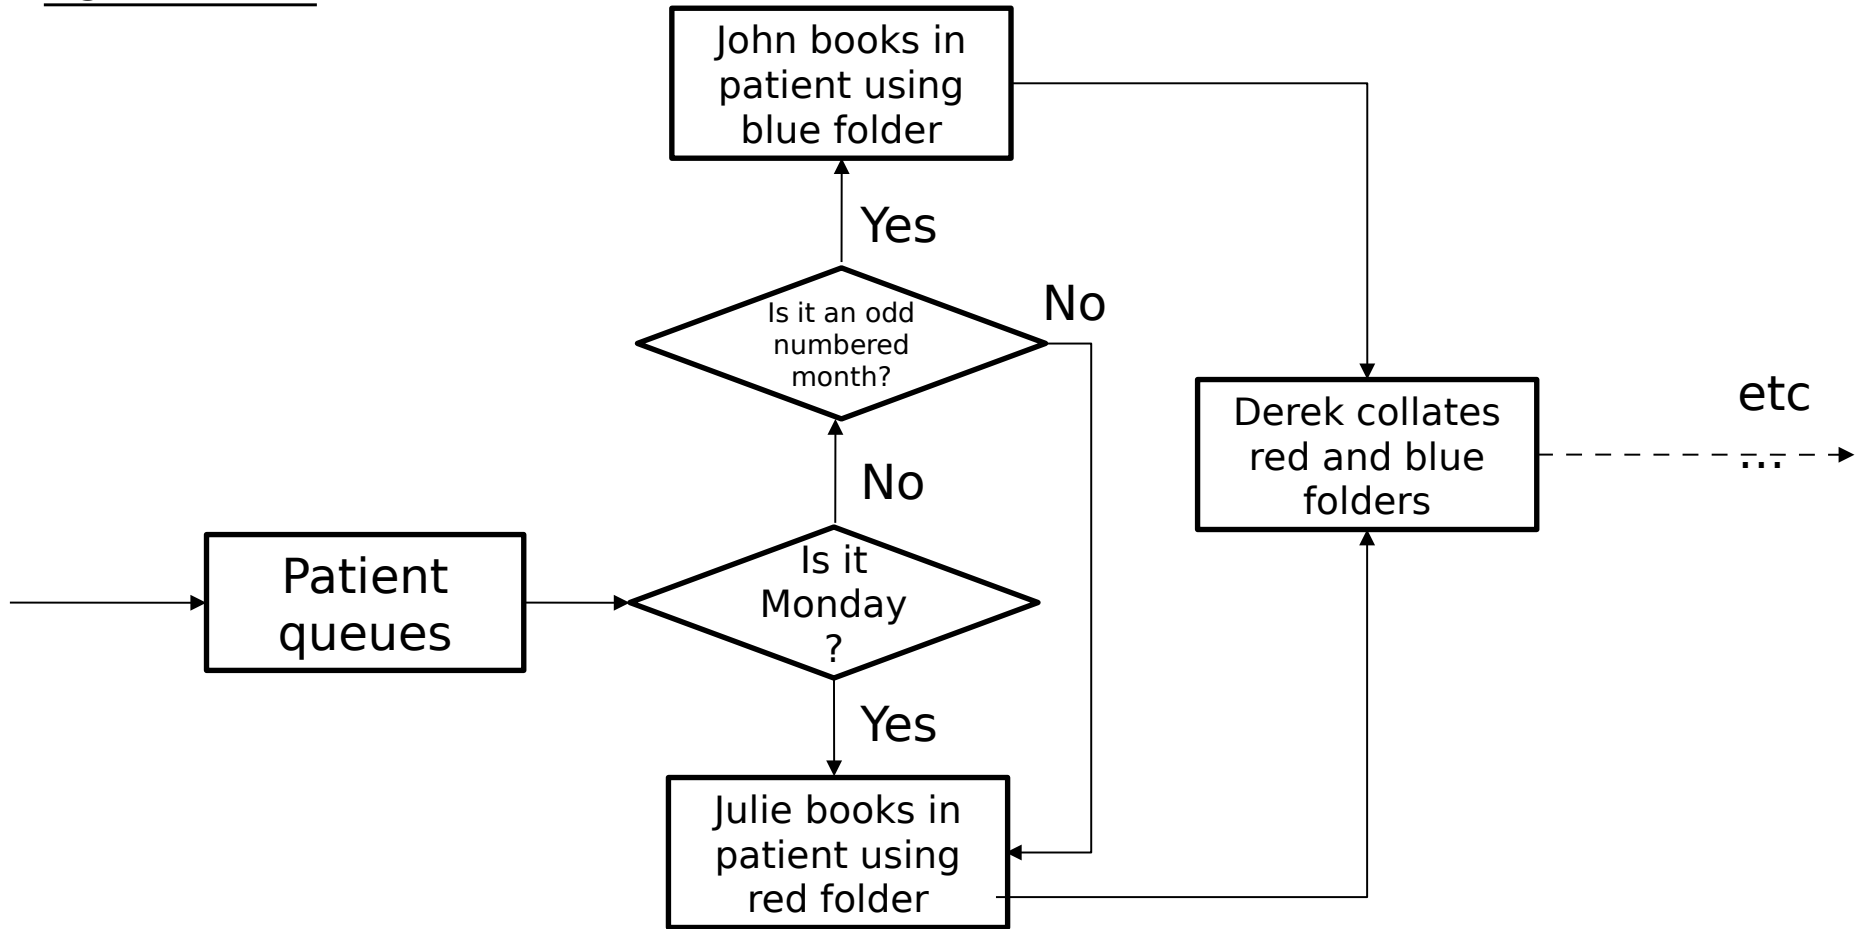 John books in
patient using
blue folder
Yes
Is it an odd
numbered
month?
No
No
Patient
queues
Is it
Monday
?
Yes
Julie books in
patient using
red folder
Derek collates
red and blue
folders
etc
...